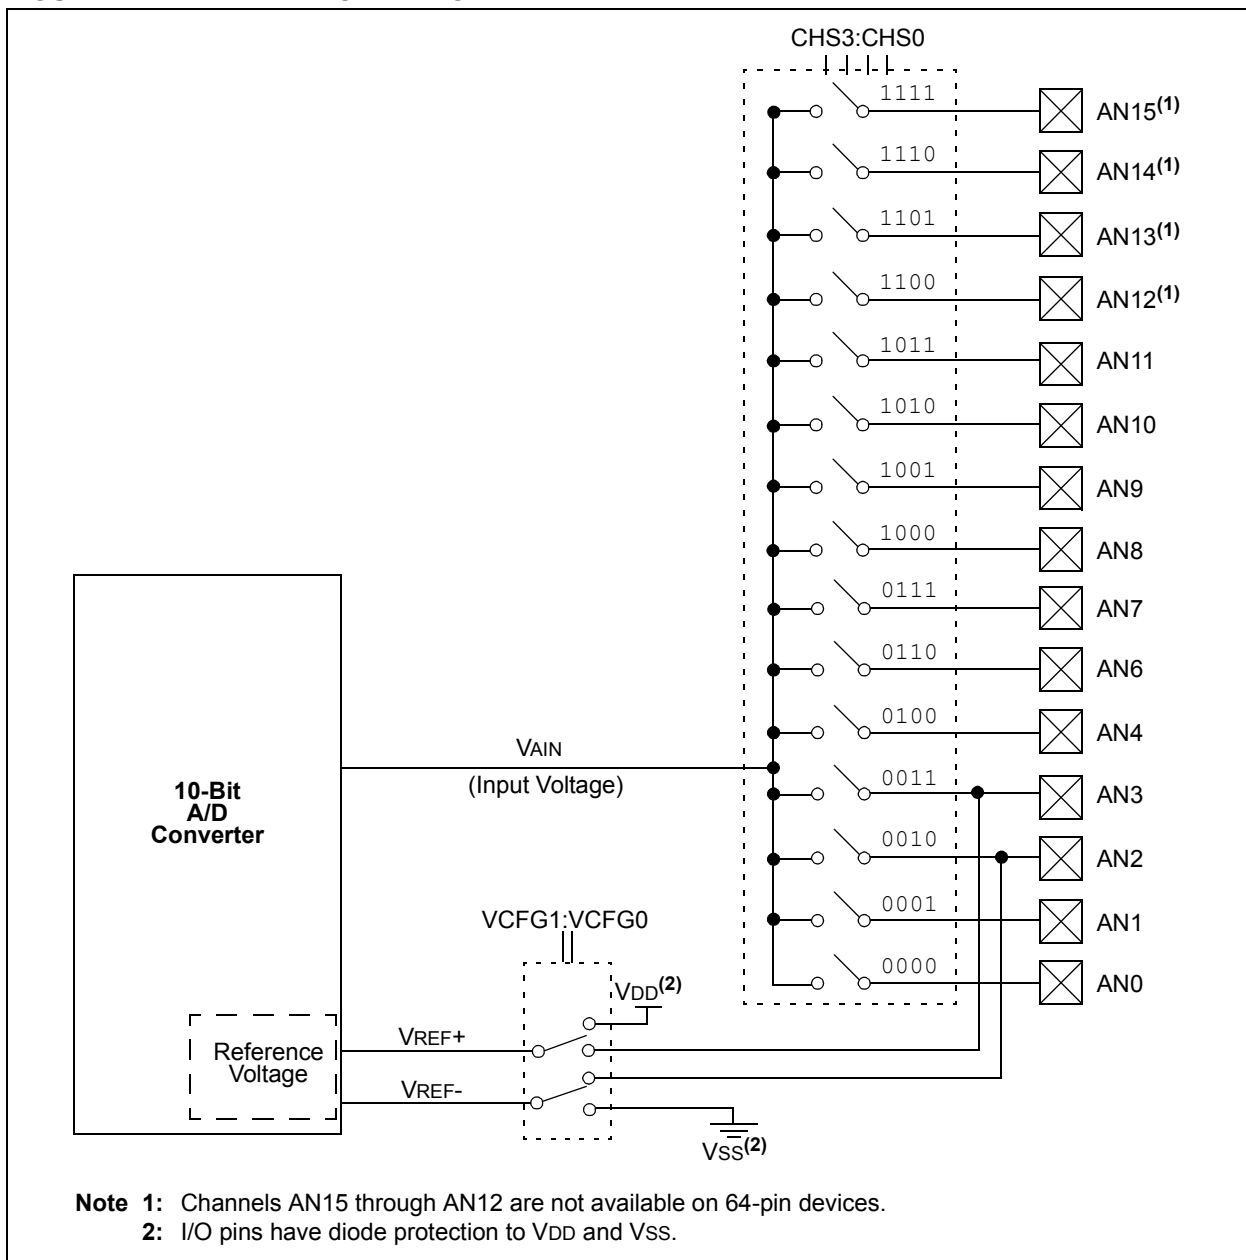 CHS3:CHS0
1111 AN15(1)
1110 AN14(1)
1101 AN13(1)
1100 AN12(1)
1011 AN11
1010 AN10
1001 AN9
1000 AN8
0111 AN7
0110 AN6
0100 AN4
VAIN
(Input Voltage)
0011 AN3
10-Bit
A/D
Converter
0010 AN2
0001 AN1
VCFG1:VCFG0
0000 AN0
VDD(2)
VREF+
Reference
Voltage
VREF-
VSS(2)
Note 1: Channels AN15 through AN12 are not available on 64-pin devices.
2: I/O pins have diode protection to VDD and VSS.